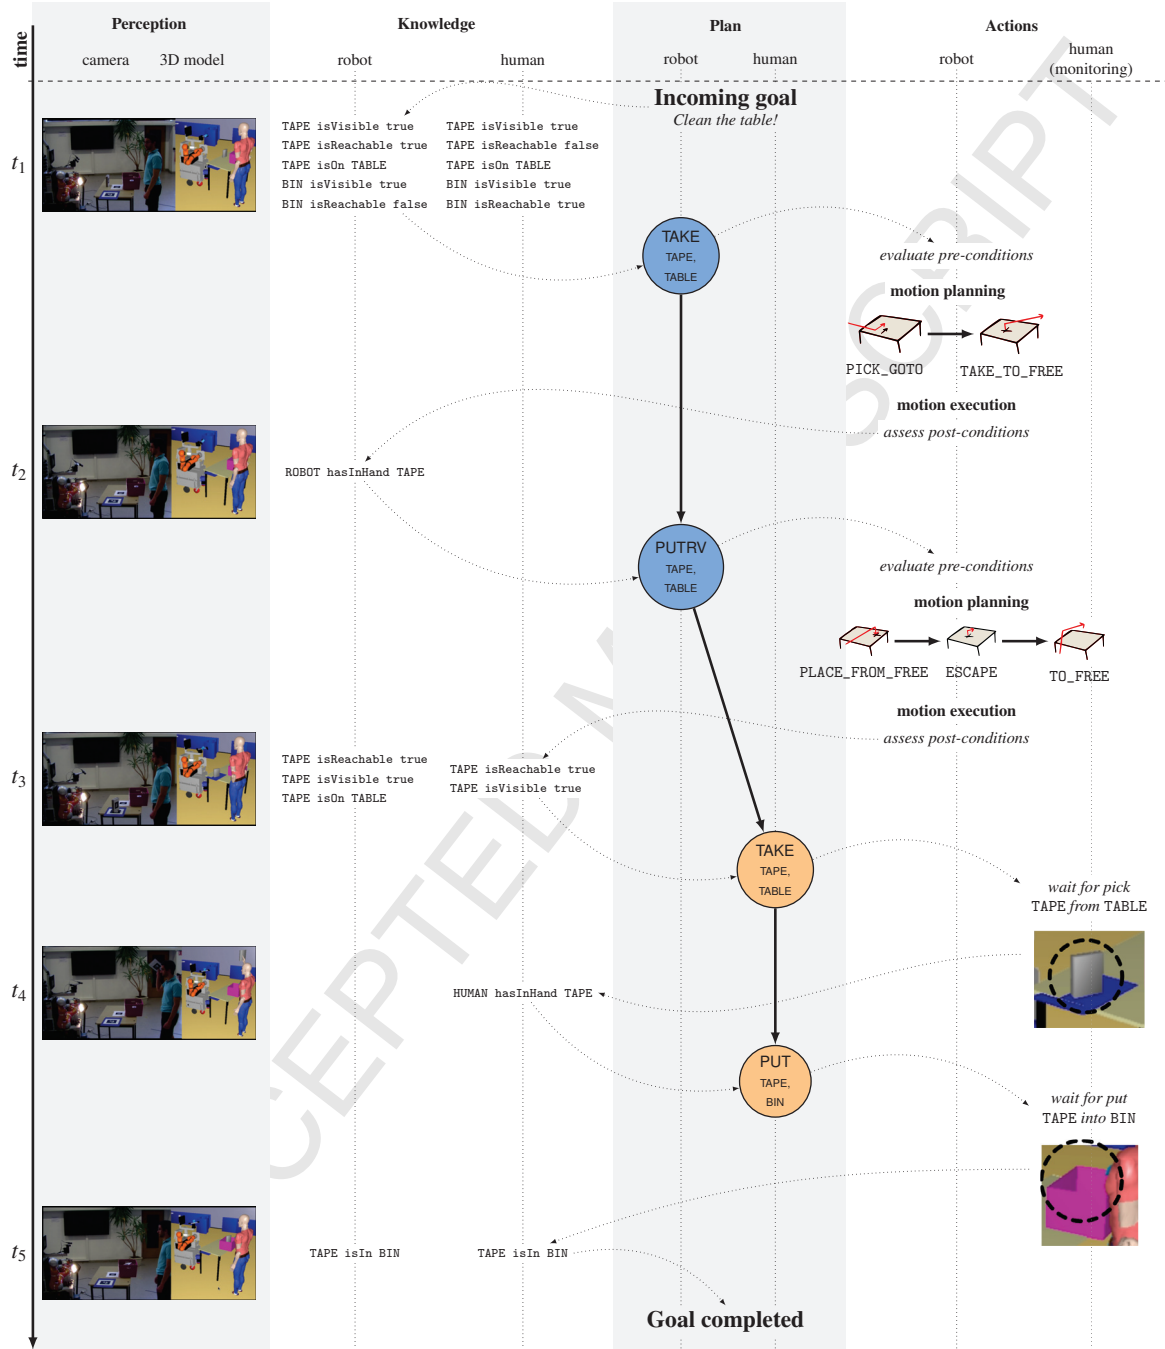 Perception
Knowledge
Plan
Actions
time
camera
3D model
robot
human
robot
human
robot
human
(monitoring)
Incoming goal
Clean the table!
t1
TAPE isVisible true
TAPE isReachable true
TAPE isOn TABLE
BIN isVisible true
BIN isReachable false
TAPE isVisible true
TAPE isReachable false
TAPE isOn TABLE
BIN isVisible true
BIN isReachable true
TAKE
TAPE,
TABLE
evaluate pre-conditions
motion planning
PICK_GOTO
TAKE_TO_FREE
motion execution
assess post-conditions
t2
ROBOT hasInHand TAPE
PUTRV
TAPE,
TABLE
evaluate pre-conditions
motion planning
PLACE_FROM_FREE
ESCAPE
TO_FREE
motion execution
assess post-conditions
t3
TAPE isReachable true
TAPE isVisible true
TAPE isOn TABLE
TAPE isReachable true
TAPE isVisible true
TAKE
TAPE,
TABLE
wait for pick
TAPE from TABLE
t4
HUMAN hasInHand TAPE
PUT
TAPE,
BIN
wait for put
TAPE into BIN
t5
TAPE isIn BIN
TAPE isIn BIN
Goal completed
CEPTED M
SCRIPT